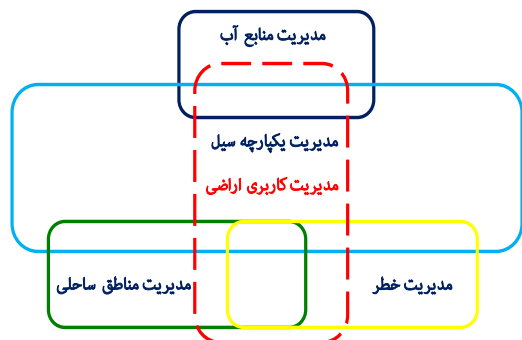 مدیریت منابع آب
مدیریت یکپارچه سیل
مدیریت کاربری اراضی
مدیریت خطر
مدیریت مناطق ساحلی